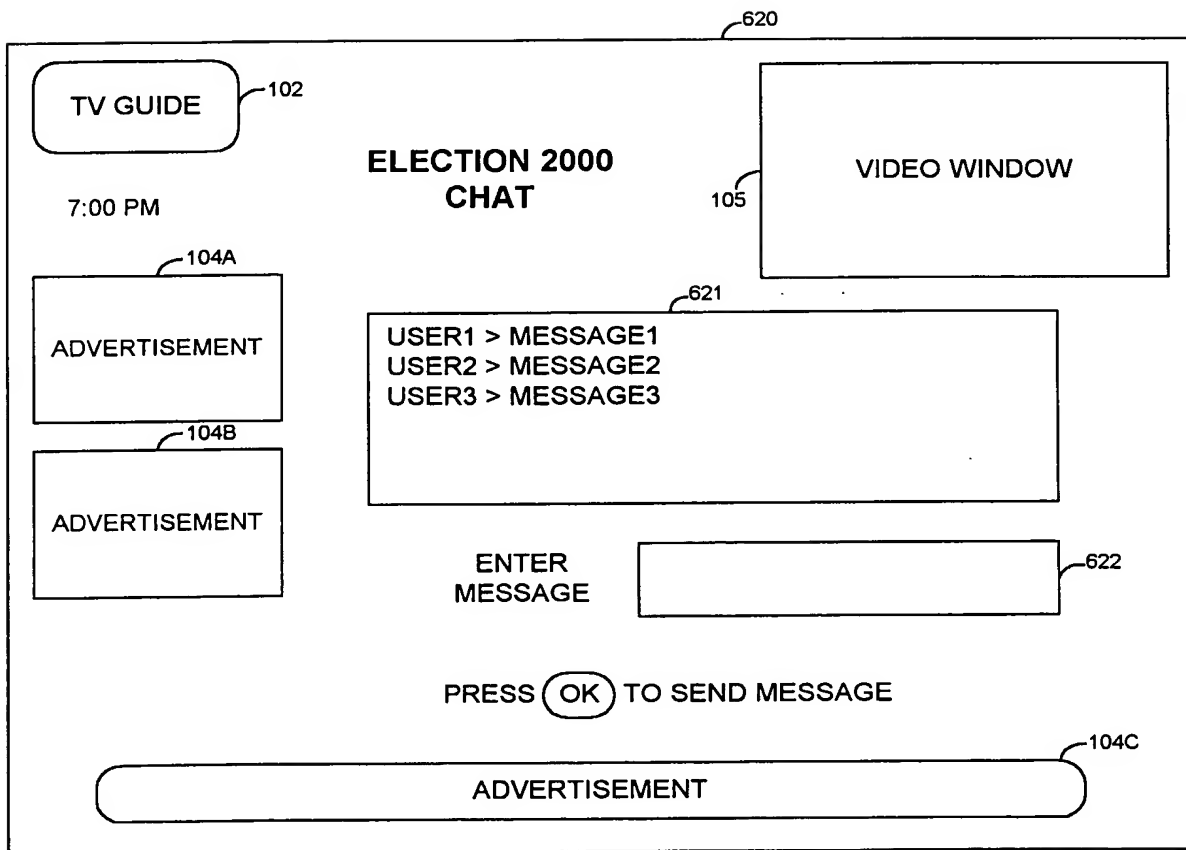 620
TV GUIDE
102
ELECTION 2000
CHAT
VIDEO WINDOW
105
7:00 PM
104A
ADVERTISEMENT
621
USER1 > MESSAGE1
USER2 > MESSAGE2
USER3 > MESSAGE3
104B
ADVERTISEMENT
ENTER
MESSAGE
622
PRESS OK TO SEND MESSAGE
104C
ADVERTISEMENT